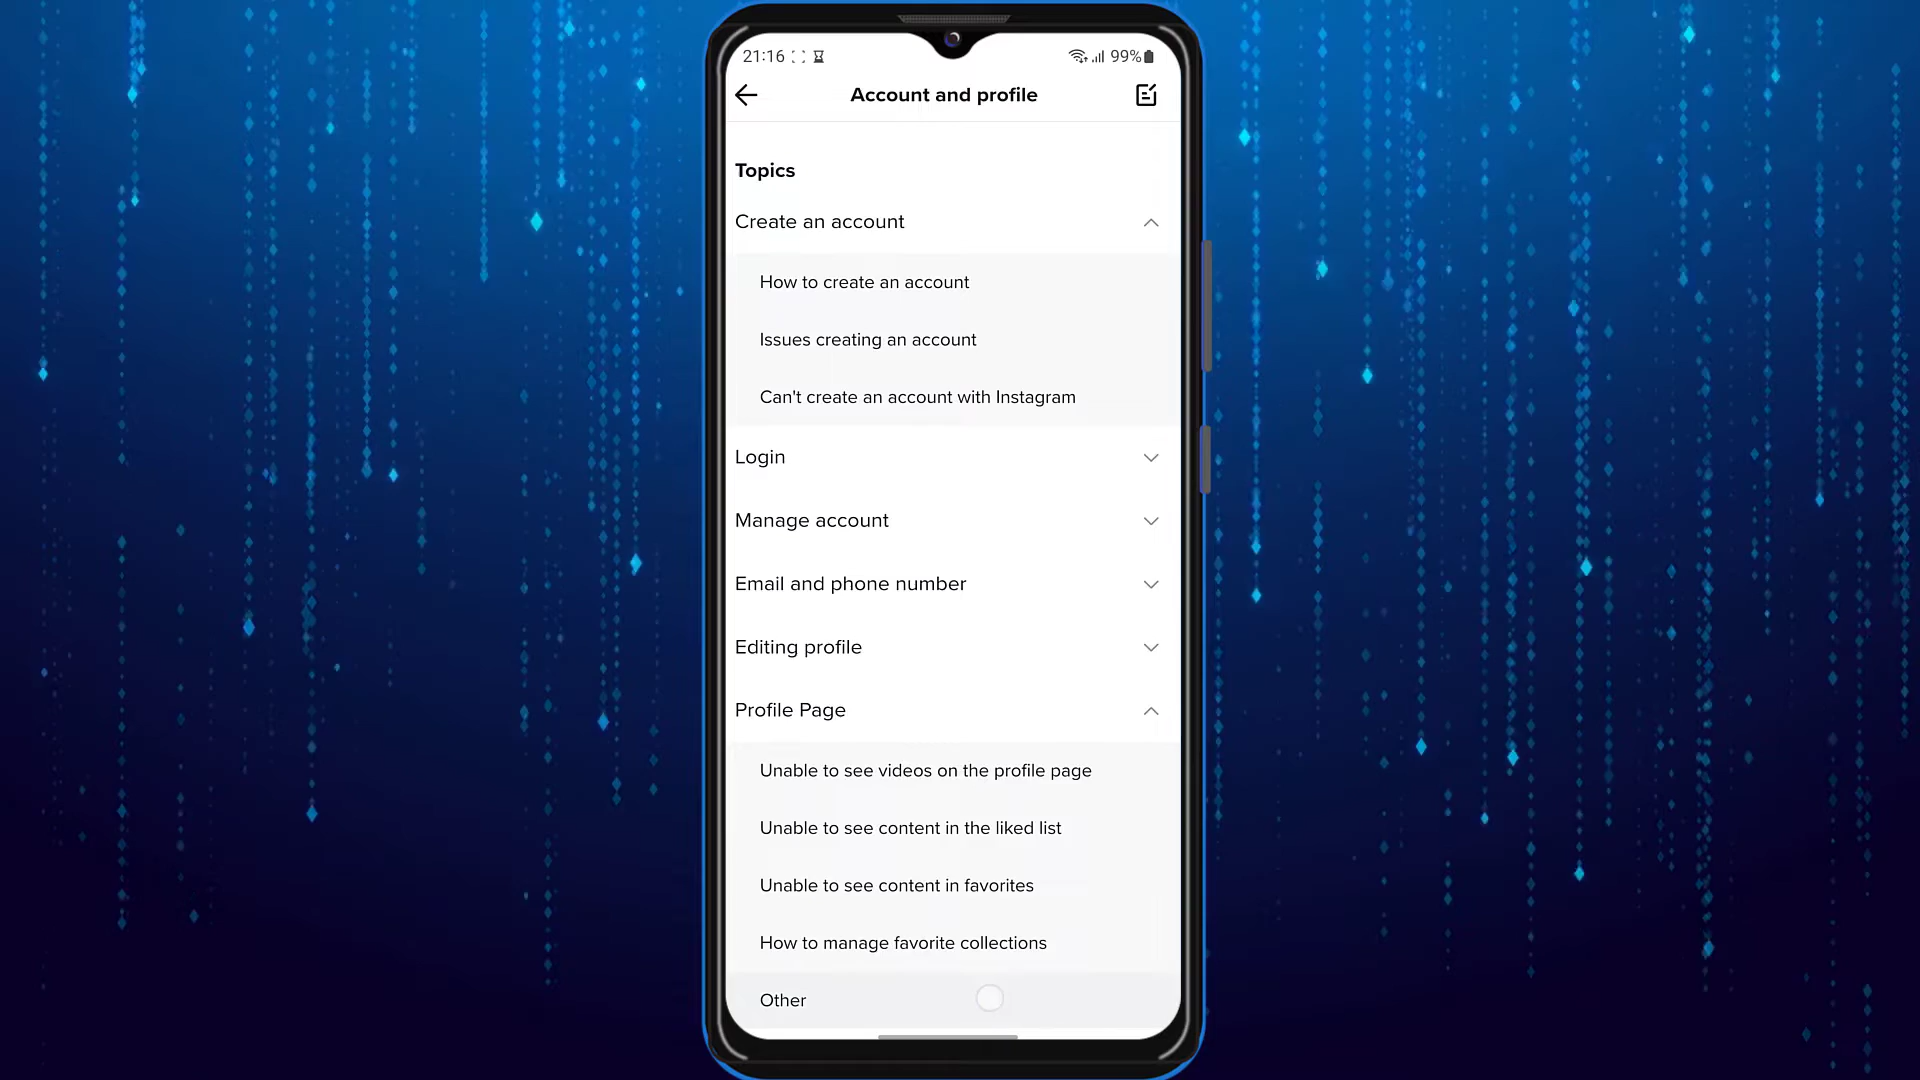 21:16 99%
Account and profile
Topics
Create an account
How to create an account
Issues creating an account
Can't create an account with Instagram
Login
Manage account
Email and phone number
Editing profile
Profile Page
Unable to see videos on the profile page
Unable to see content in the liked list
Unable to see content in favorites
How to manage favorite collections
Other